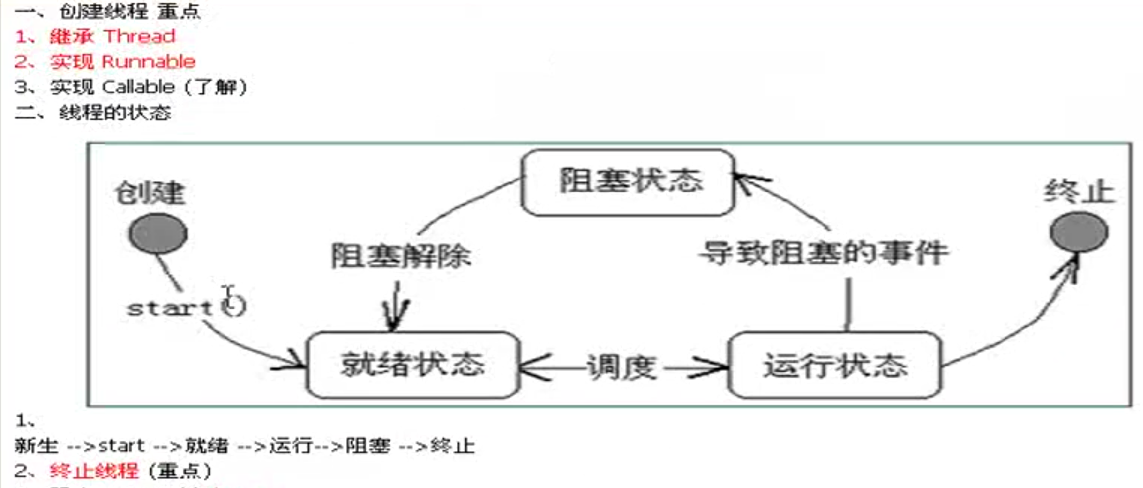 一、创建线程 重点
1、继承 Thread
2、实现 Runnable
3、实现 Callable (了解)
二、线程的状态
阻塞状态
创建
终止
阻塞解除
导致阻塞的事件
start()
就绪状态
调度
运行状态
1、
新生 -->start -->就绪 -->运行-->阻塞 -->终止
2、终止线程 (重点)